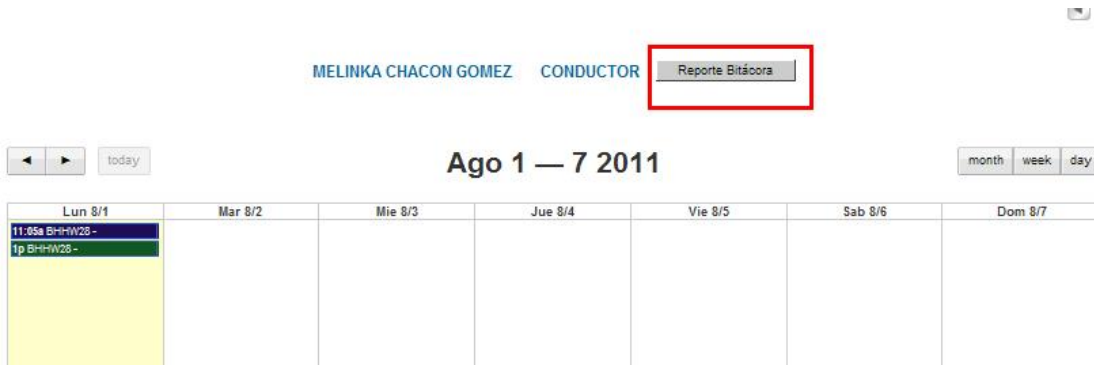 MELINKA CHACON GOMEZ CONDUCTOR Reporte Bitácora
today Ago 1 — 7 2011 month week day
Lun 8/1 Mar 8/2 Mie 8/3 Jue 8/4 Vie 8/5 Sab 8/6 Dom 8/7
11:05a BHHW28 -
1p BHHW28 -